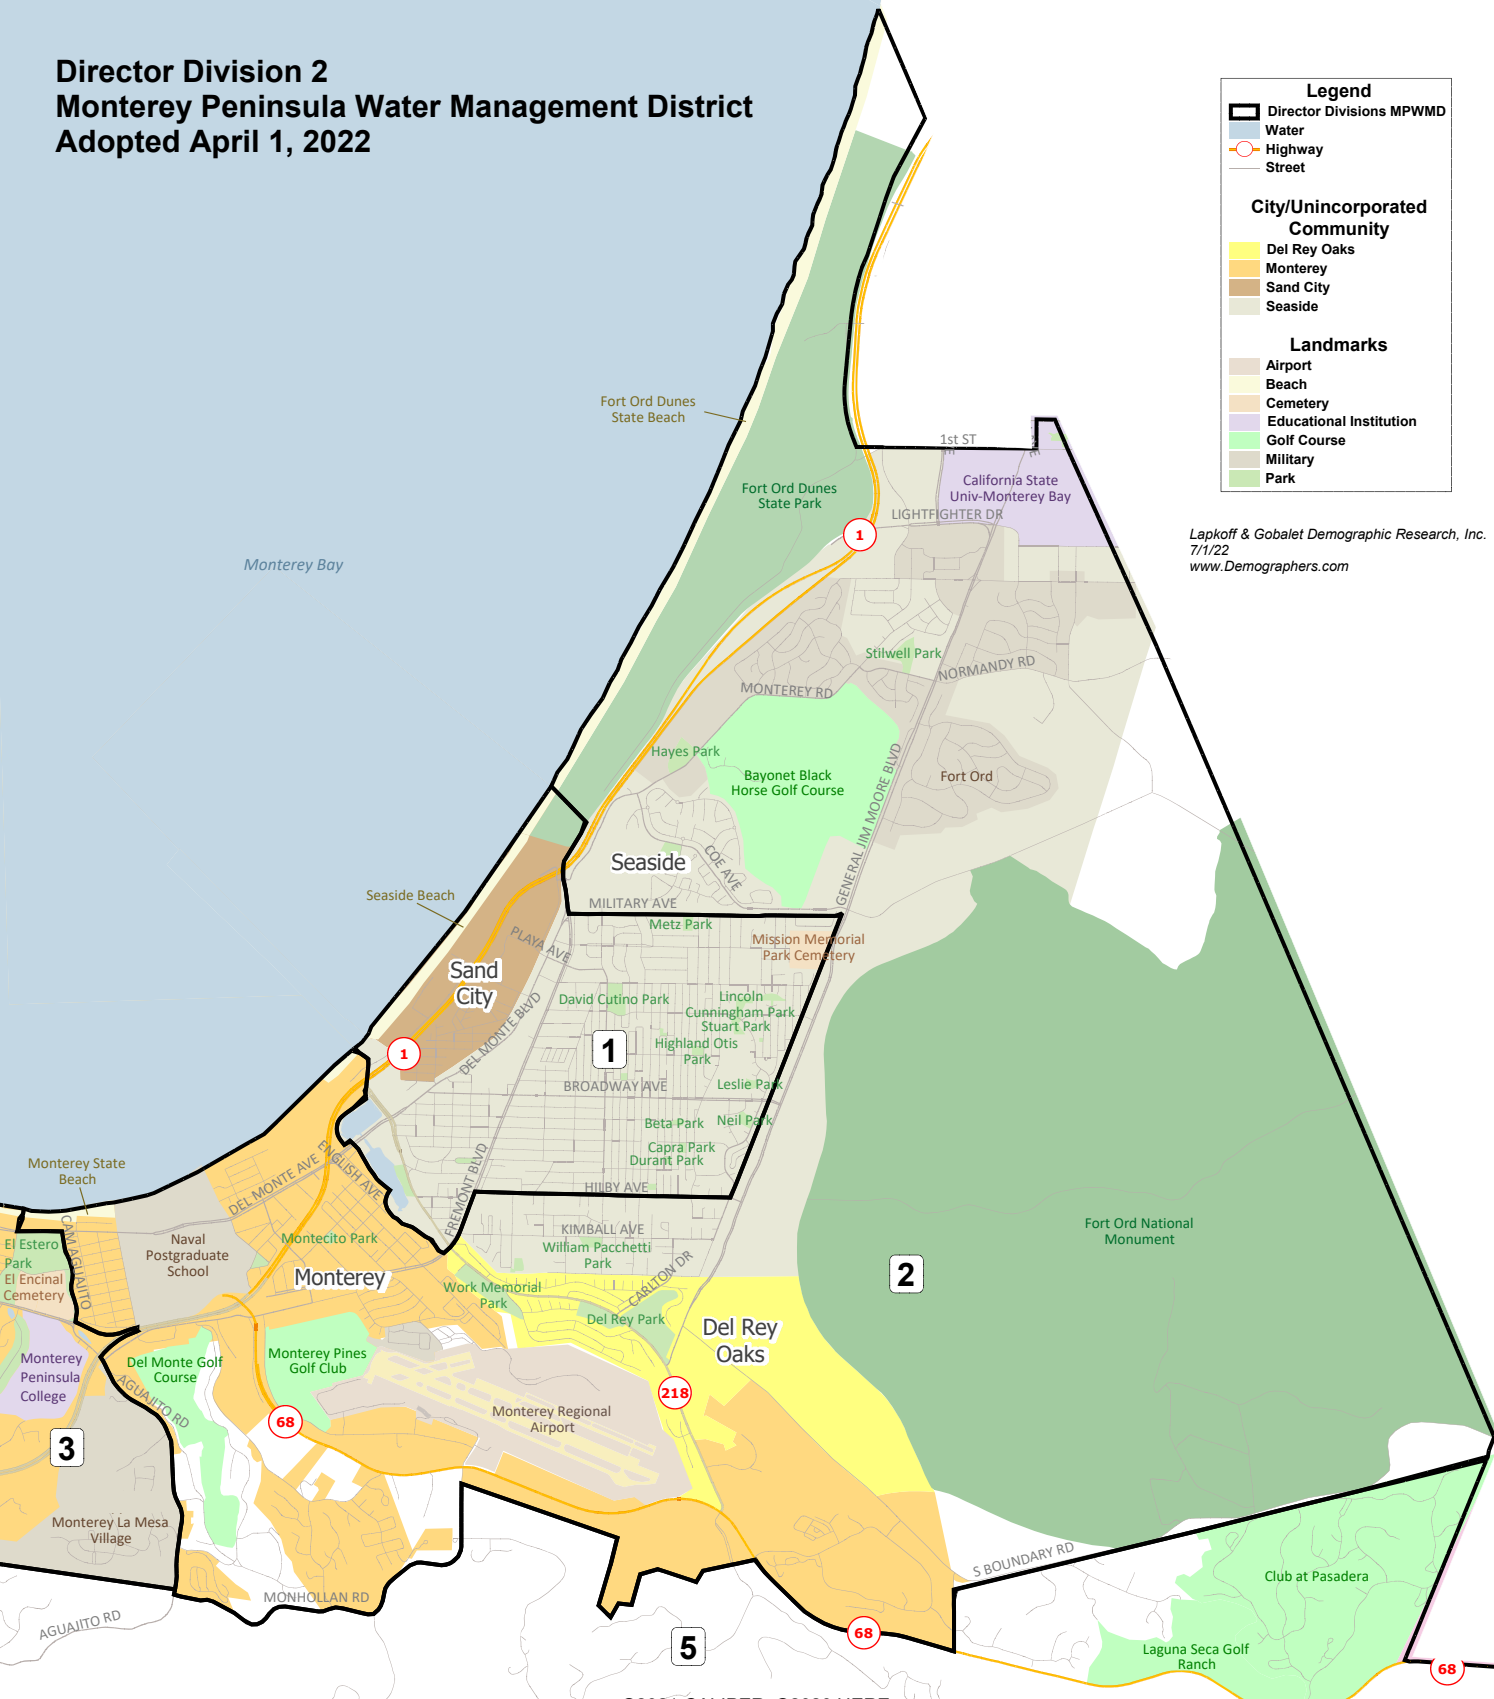 Director Division 2
Monterey Peninsula Water Management District
Adopted April 1, 2022
Legend
Director Divisions MPWMD
Water
Highway
Street
City/Unincorporated
Community
Del Rey Oaks
Monterey
Sand City
Seaside
Landmarks
Airport
Beach
Cemetery
Educational Institution
Golf Course
Military
Park
Lapkoff & Gobalet Demographic Research, Inc.
7/1/22
www.Demographers.com
Fort Ord Dunes
State Beach
1st ST
California State
Univ-Monterey Bay
Fort Ord Dunes
State Park
LIGHTFIGHTER DR
1
Monterey Bay
Stilwell Park
NORMANDY RD
MONTEREY RD
Hayes Park
Bayonet Black
Horse Golf Course
Fort Ord
GENERAL JIM MOORE BLVD
Seaside
COE AVE
Seaside Beach
MILITARY AVE
Metz Park
PLAYA AVE
Mission Memorial
Park Cemetery
Sand
City
David Cutino Park
Lincoln
Cunningham Park
Stuart Park
DEL MONTE BLVD
1
Highland Otis
Park
1
BROADWAY AVE
Leslie Park
Beta Park
Neil Park
Capra Park
Durant Park
ENGLISH AVE
Monterey State
Beach
DEL MONTE AVE
FREMONT BLVD
HILBY AVE
CAM AGUAJITO
KIMBALL AVE
Fort Ord National
Monument
El Estero
Park
El Encinal
Cemetery
Naval
Postgraduate
School
Montecito Park
William Pacchetti
Park
Monterey
2
CARLTON DR
Work Memorial
Park
Del Rey Park
Del Rey
Oaks
Monterey
Peninsula
College
Del Monte Golf
Course
Monterey Pines
Golf Club
AGUAJITO RD
218
68
Monterey Regional
Airport
3
Monterey La Mesa
Village
S BOUNDARY RD
Club at Pasadera
MONHOLLAN RD
AGUAJITO RD
68
5
Laguna Seca Golf
Ranch
68